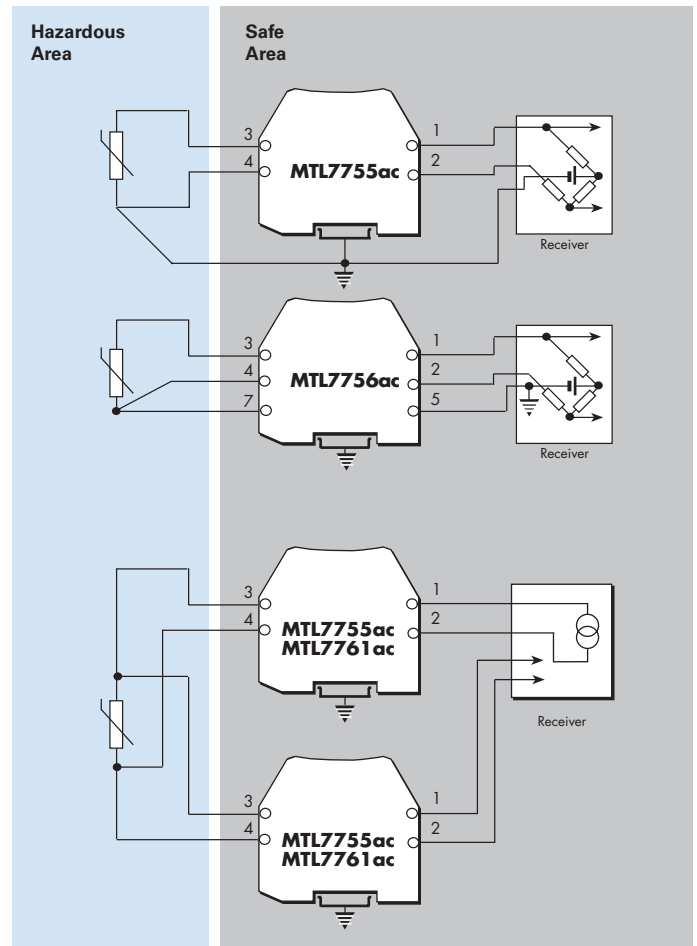 Hazardous
Area
Safe
Area
3
4
MTL7755ac
1
2
Receiver
3
4
7
MTL7756ac
1
2
5
Receiver
3
4
MTL7755ac
MTL7761ac
1
2
Receiver
3
4
MTL7755ac
MTL7761ac
1
2